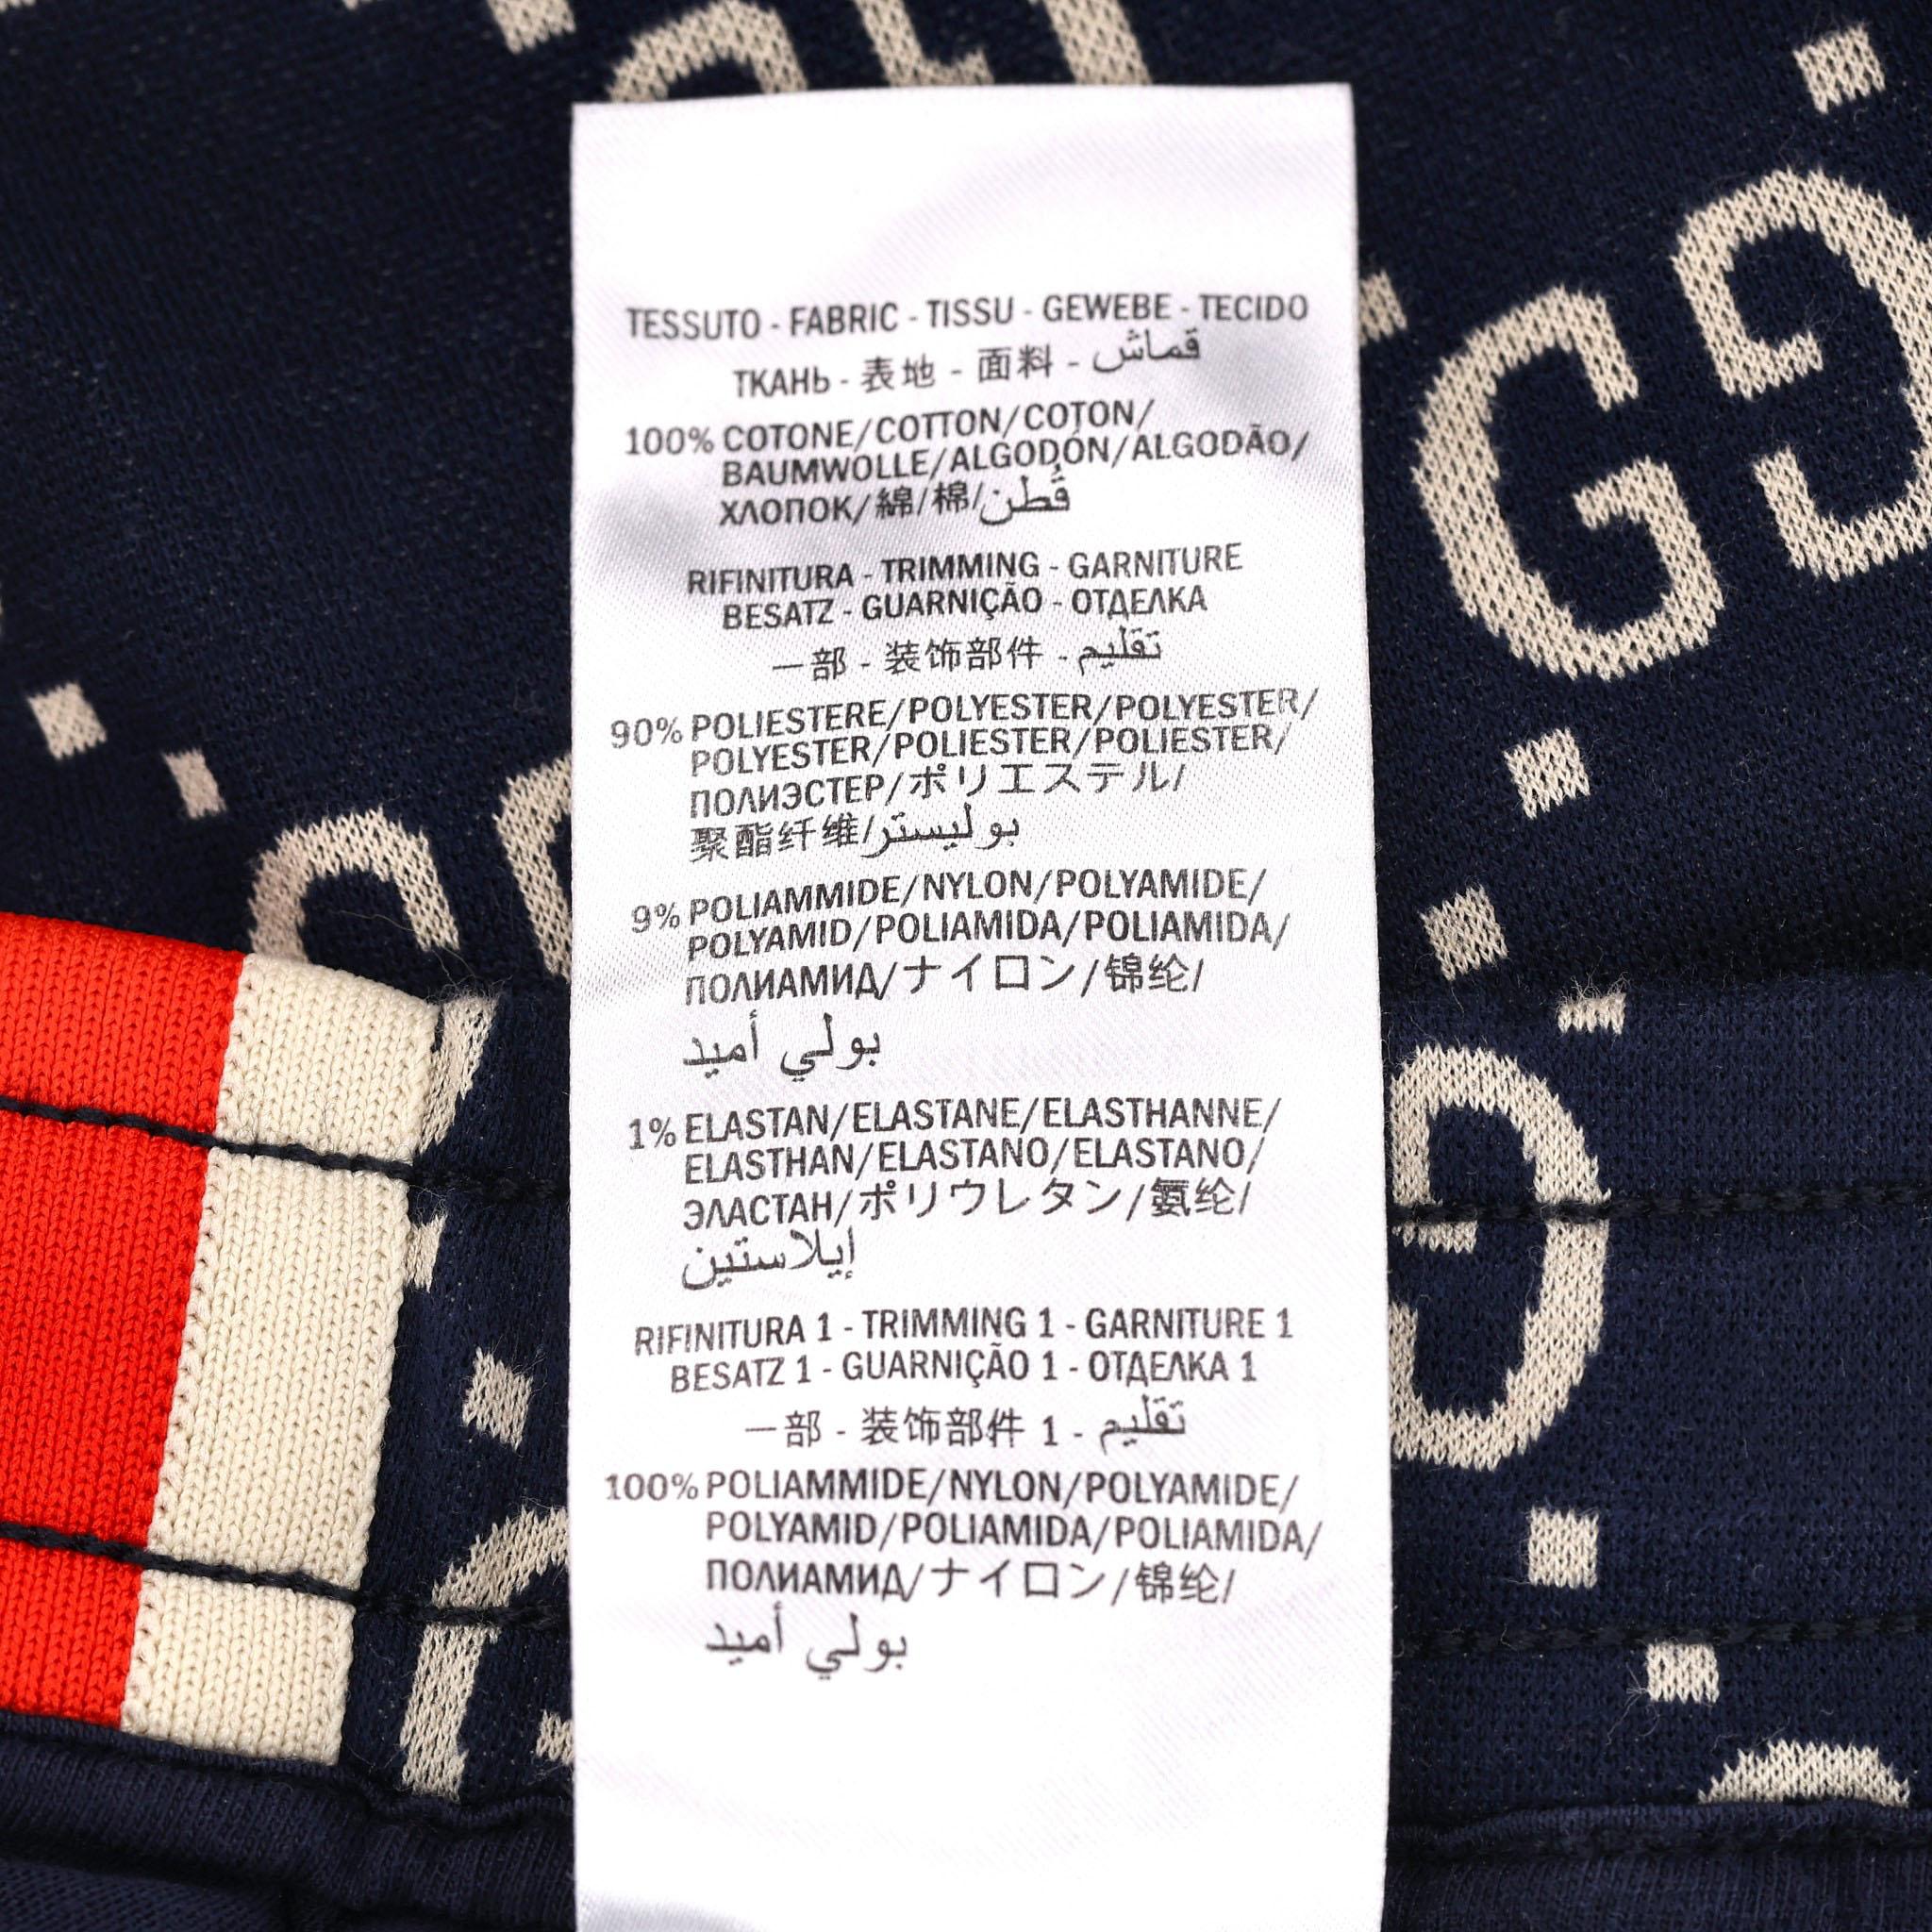 TESSUTO - FABRIC - TISSU - GEWEBE - TECIDO
ТКАНЬ - 表地 - 面料 - قماش
100% COTONE/COTTON/COTON/
BAUMWOLLE/ALGODÓN/ALGODÃO/
ХЛОПОК/綿/棉/قُطن
RIFINITURA - TRIMMING - GARNITURE
BESATZ - GUARNIÇÃO - ОТДЕЛКА
一部 - 装饰部件 - تقليم
90% POLIESTERE/POLYESTER/POLYESTER/
POLYESTER/POLIESTER/POLIESTER/
ПОЛИЭСТЕР/ポリエステル/
聚酯纤维/بوليستر
9% POLIAMMIDE/NYLON/POLYAMIDE/
POLYAMID/POLIAMIDA/POLIAMIDA/
ПОЛИАМИД/ナイロン/锦纶/
بولي أميد
1% ELASTAN/ELASTANE/ELASTHANNE/
ELASTHAN/ELASTANO/ELASTANO/
ЭЛАСТАН/ポリウレタン/氨纶/
إيلاستين
RIFINITURA 1 - TRIMMING 1 - GARNITURE 1
BESATZ 1 - GUARNIÇÃO 1 - ОТДЕЛКА 1
一部 - 装饰部件 1 - تقليم
100% POLIAMMIDE/NYLON/POLYAMIDE/
POLYAMID/POLIAMIDA/POLIAMIDA/
ПОЛИАМИД/ナイロン/锦纶/
بولي أميد